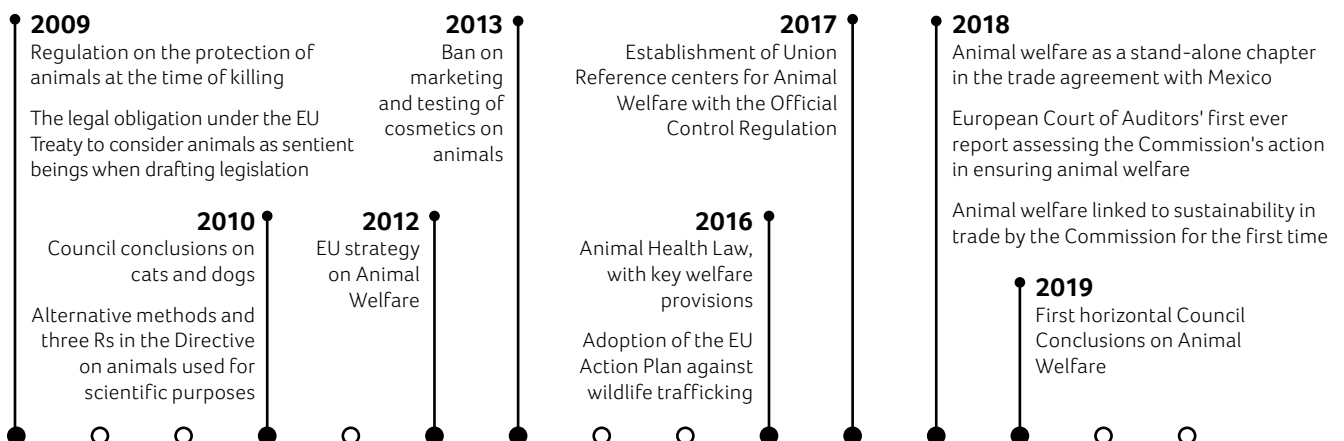 2009
Regulation on the protection of
animals at the time of killing
The legal obligation under the EU
Treaty to consider animals as sentient
beings when drafting legislation
2010
Council conclusions on
cats and dogs
Alternative methods and
three Rs in the Directive
on animals used for
scientific purposes
2012
EU strategy
on Animal
Welfare
2013
Ban on
marketing
and testing of
cosmetics on
animals
2016
Animal Health Law,
with key welfare
provisions
Adoption of the EU
Action Plan against
wildlife trafficking
2017
Establishment of Union
Reference centers for Animal
Welfare with the Official
Control Regulation
2018
Animal welfare as a stand-alone chapter
in the trade agreement with Mexico
European Court of Auditors' first ever
report assessing the Commission's action
in ensuring animal welfare
Animal welfare linked to sustainability in
trade by the Commission for the first time
2019
First horizontal Council
Conclusions on Animal
Welfare